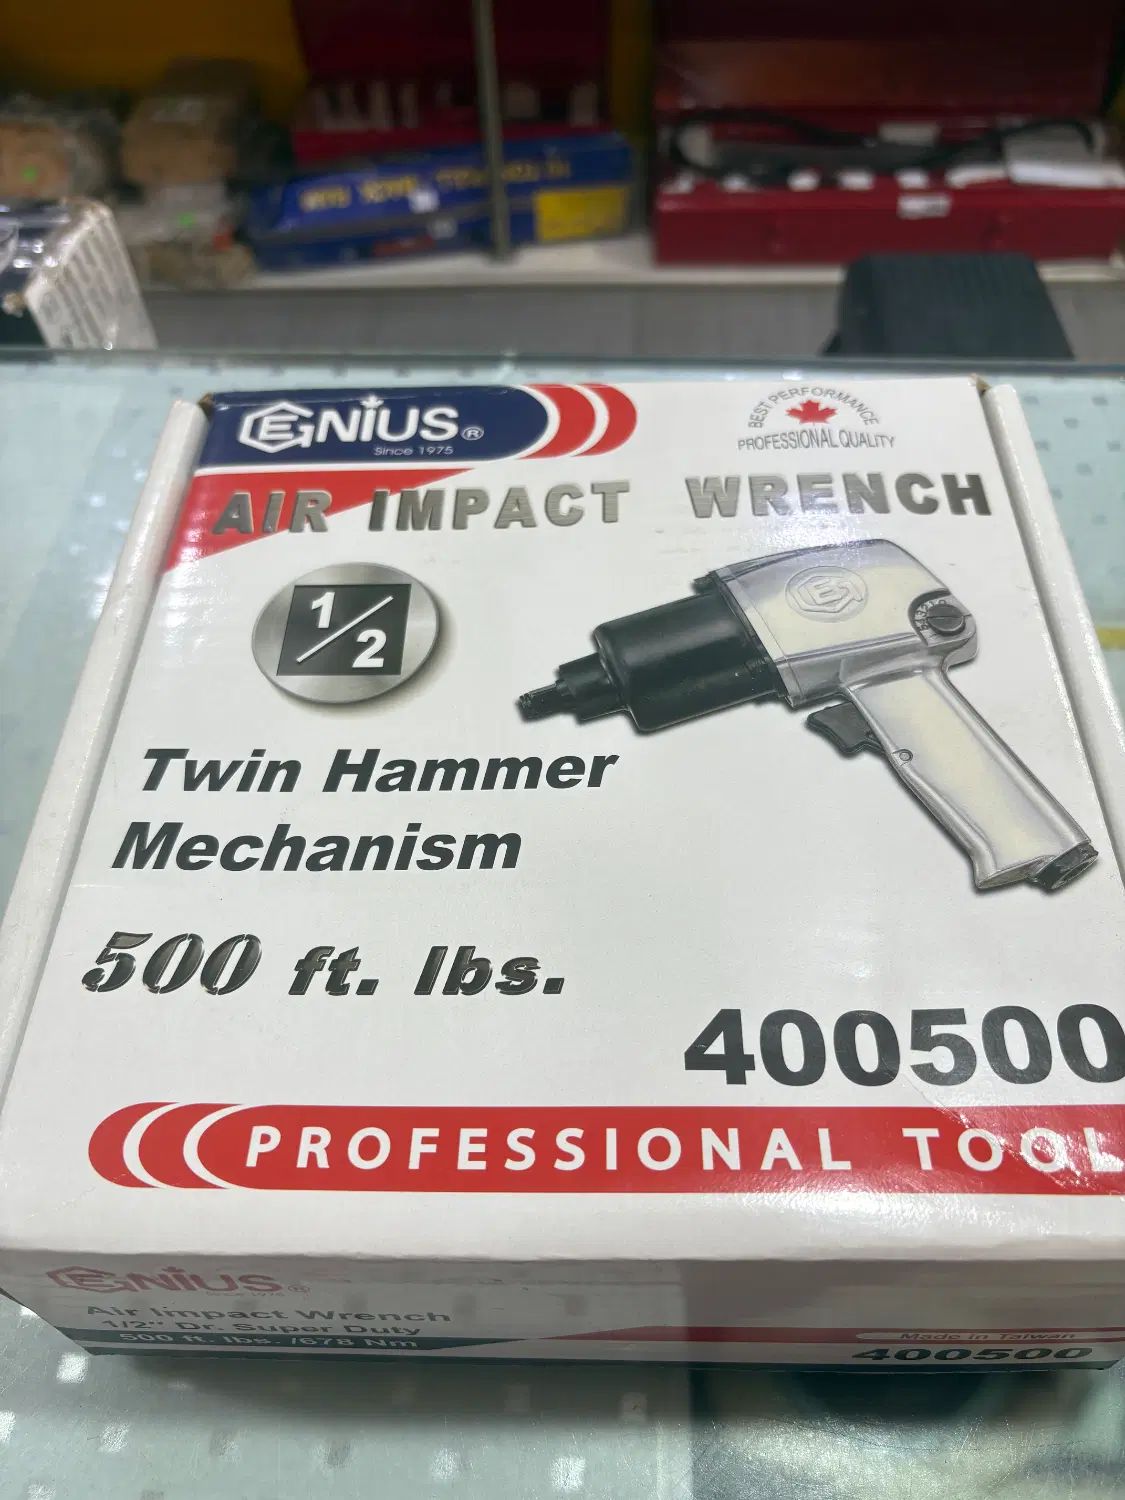 GENIUS®
Since 1975
BEST PERFORMANCE
PROFESSIONAL QUALITY
AIR IMPACT WRENCH
1/2
Twin Hammer
Mechanism
500 ft. lbs.
400500
PROFESSIONAL TOOL
GENIUS®
Since 1975
Air Impact Wrench
1/2" Dr. Super Duty
500 ft. lbs. /678 Nm
Made in Taiwan
400500